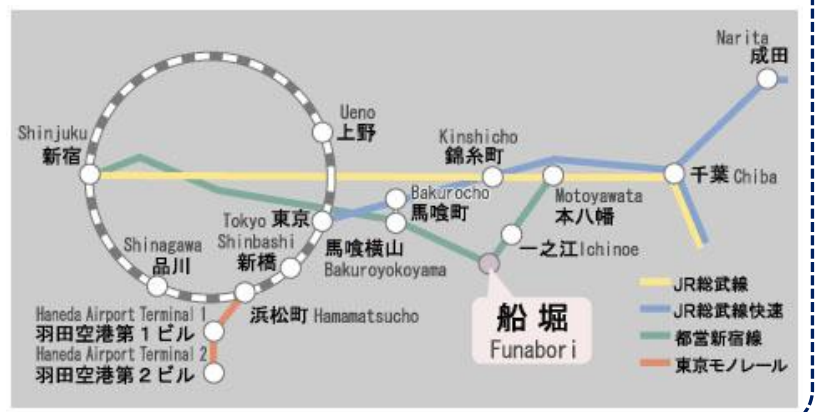 Narita
成田
Ueno
上野
Shinjuku
新宿
Kinshicho
錦糸町
千葉 Chiba
Bakurocho
馬喰町
Motoyawata
本八幡
Tokyo 東京
Shinbashi
新橋
Shinagawa
品川
馬喰横山
Bakuroyokoyama
一之江 Ichinoe
浜松町 Hamamatsucho
Haneda Airport Terminal 1
羽田空港第1ビル
Haneda Airport Terminal 2
羽田空港第2ビル
船堀
Funabori
JR総武線
JR総武線快速
都営新宿線
東京モノレール